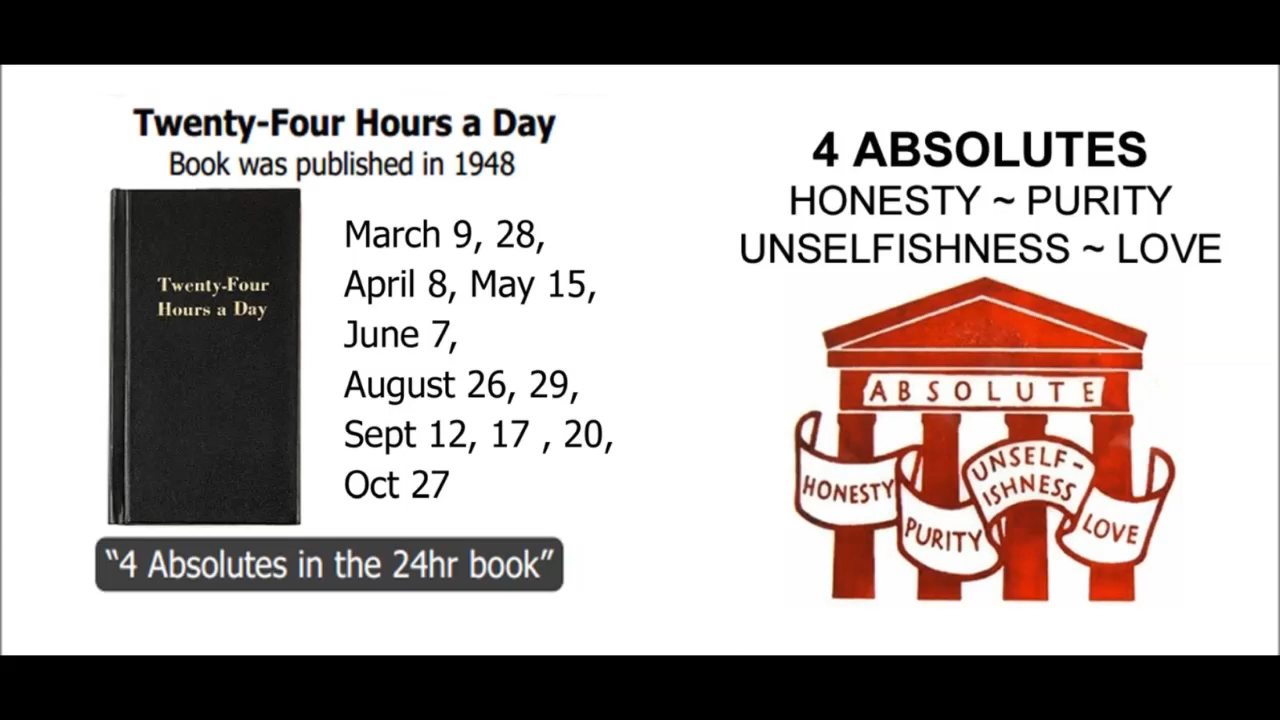 Twenty-Four Hours a Day
Book was published in 1948
Twenty-Four
Hours a Day
March 9, 28,
April 8, May 15,
June 7,
August 26, 29,
Sept 12, 17 , 20,
Oct 27
“4 Absolutes in the 24hr book”
4 ABSOLUTES
HONESTY ~ PURITY
UNSELFISHNESS ~ LOVE
ABSOLUTE
HONESTY
PURITY
UNSELF-
ISHNESS
LOVE